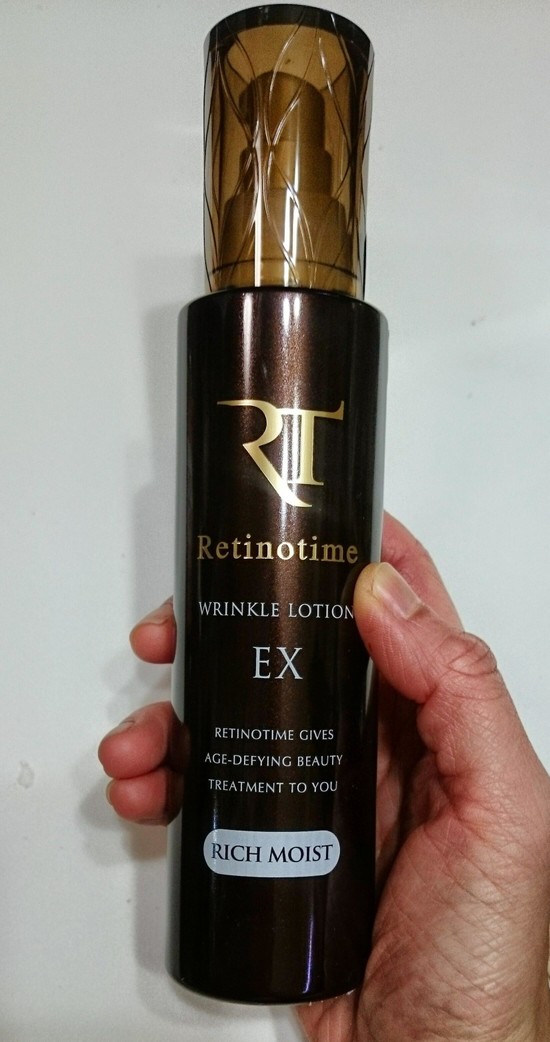 RT
Retinotime
WRINKLE LOTION
EX
RETINOTIME GIVES
AGE-DEFYING BEAUTY
TREATMENT TO YOU
RICH MOIST